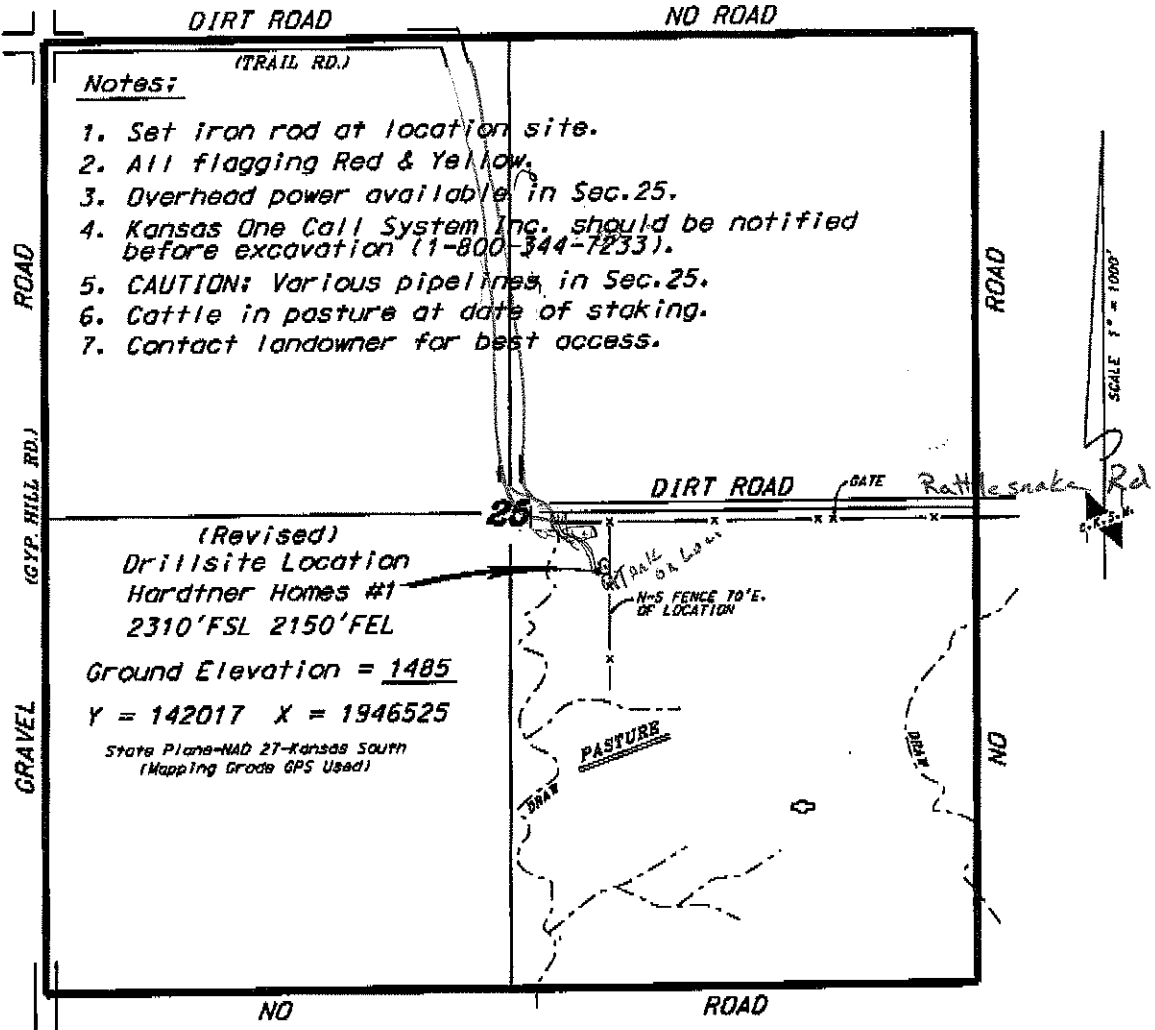 DIRT ROAD
NO ROAD
(TRAIL RD.)
Notes:
1. Set iron rod at location site.
2. All flagging Red & Yellow.
3. Overhead power available in Sec.25.
4. Kansas One Call System Inc. should be notified
before excavation (1-800-344-7233).
5. CAUTION: Various pipelines in Sec.25.
6. Cattle in pasture at date of staking.
7. Contact landowner for best access.
ROAD
(GYP. HILL RD.)
GRAVEL
ROAD
NO
SCALE 1" = 1000'
DIRT ROAD
GATE
Rattlesnake Rd
25
(Revised)
Drillsite Location
Hardtner Homes #1
2310'FSL 2150'FEL
Ground Elevation = 1485
Y = 142017 X = 1946525
State Plane-NAD 27-Kansas South
(Mapping Grade GPS Used)
N-S FENCE 70'E.
OF LOCATION
PASTURE
DRAW
DRAW
NO
ROAD